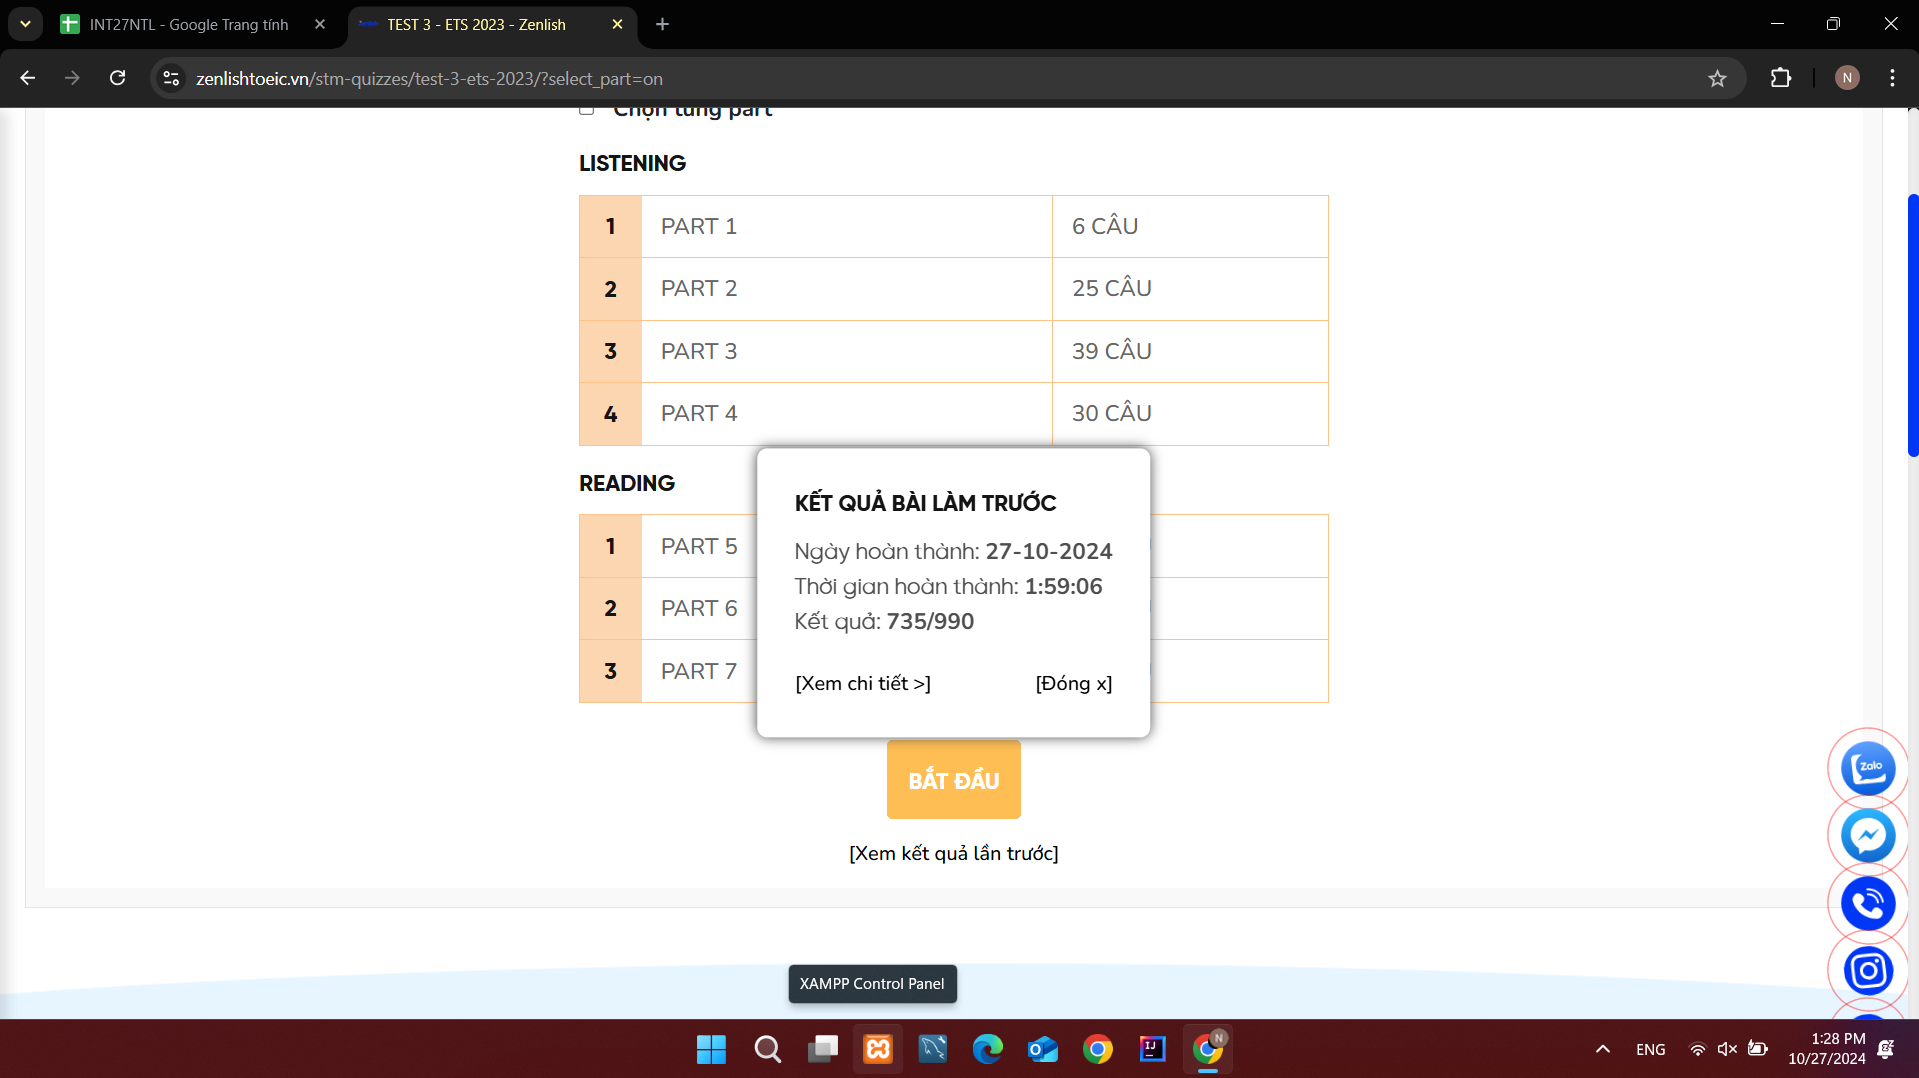 INT27NTL - Google Trang tính
TEST 3 - ETS 2023 - Zenlish
zenlishtoeic.vn/stm-quizzes/test-3-ets-2023/?select_part=on
N
Chọn từng part
LISTENING
1 PART 1 6 CÂU
2 PART 2 25 CÂU
3 PART 3 39 CÂU
4 PART 4 30 CÂU
READING
1 PART 5
2 PART 6
3 PART 7
KẾT QUẢ BÀI LÀM TRƯỚC
Ngày hoàn thành: 27-10-2024
Thời gian hoàn thành: 1:59:06
Kết quả: 735/990
[Xem chi tiết >] [Đóng x]
BẮT ĐẦU
[Xem kết quả lần trước]
Zalo
XAMPP Control Panel
N
ENG
1:28 PM
10/27/2024